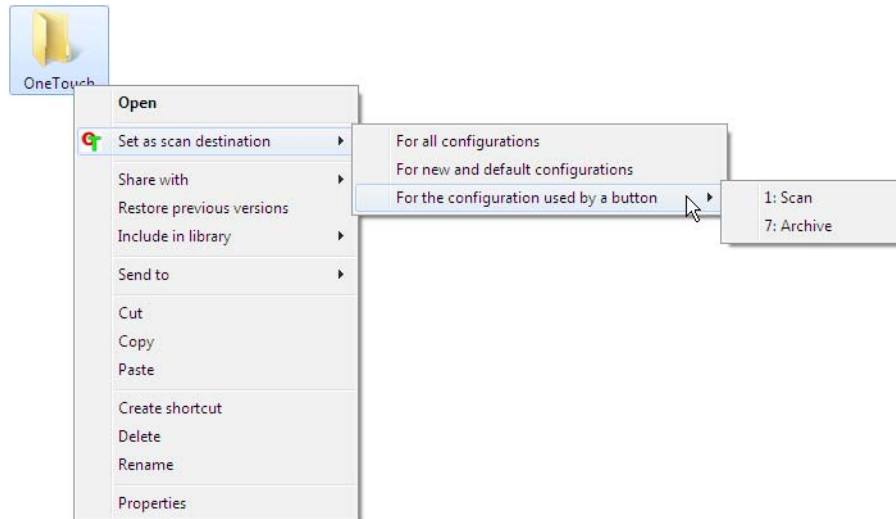 OneTouch
Open
Set as scan destination
Share with
Restore previous versions
Include in library
Send to
Cut
Copy
Paste
Create shortcut
Delete
Rename
Properties
For all configurations
For new and default configurations
For the configuration used by a button
1: Scan
7: Archive